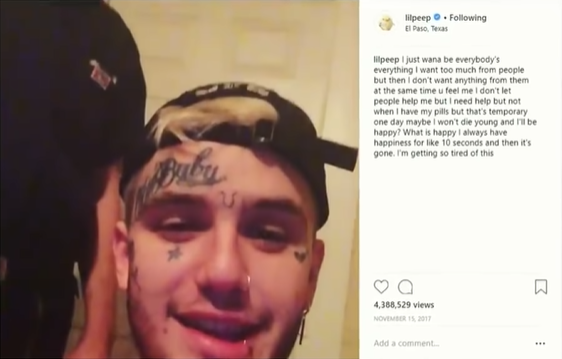 lilpeep • Following
El Paso, Texas
Baby
lilpeep I just wana be everybody's
everything I want too much from people
but then I don't want anything from them
at the same time u feel me I don't let
people help me but I need help but not
when I have my pills but that's temporary
one day maybe I won't die young and I'll be
happy? What is happy I always have
happiness for like 10 seconds and then it's
gone. I'm getting so tired of this
4,388,529 views
NOVEMBER 15, 2017
Add a comment...